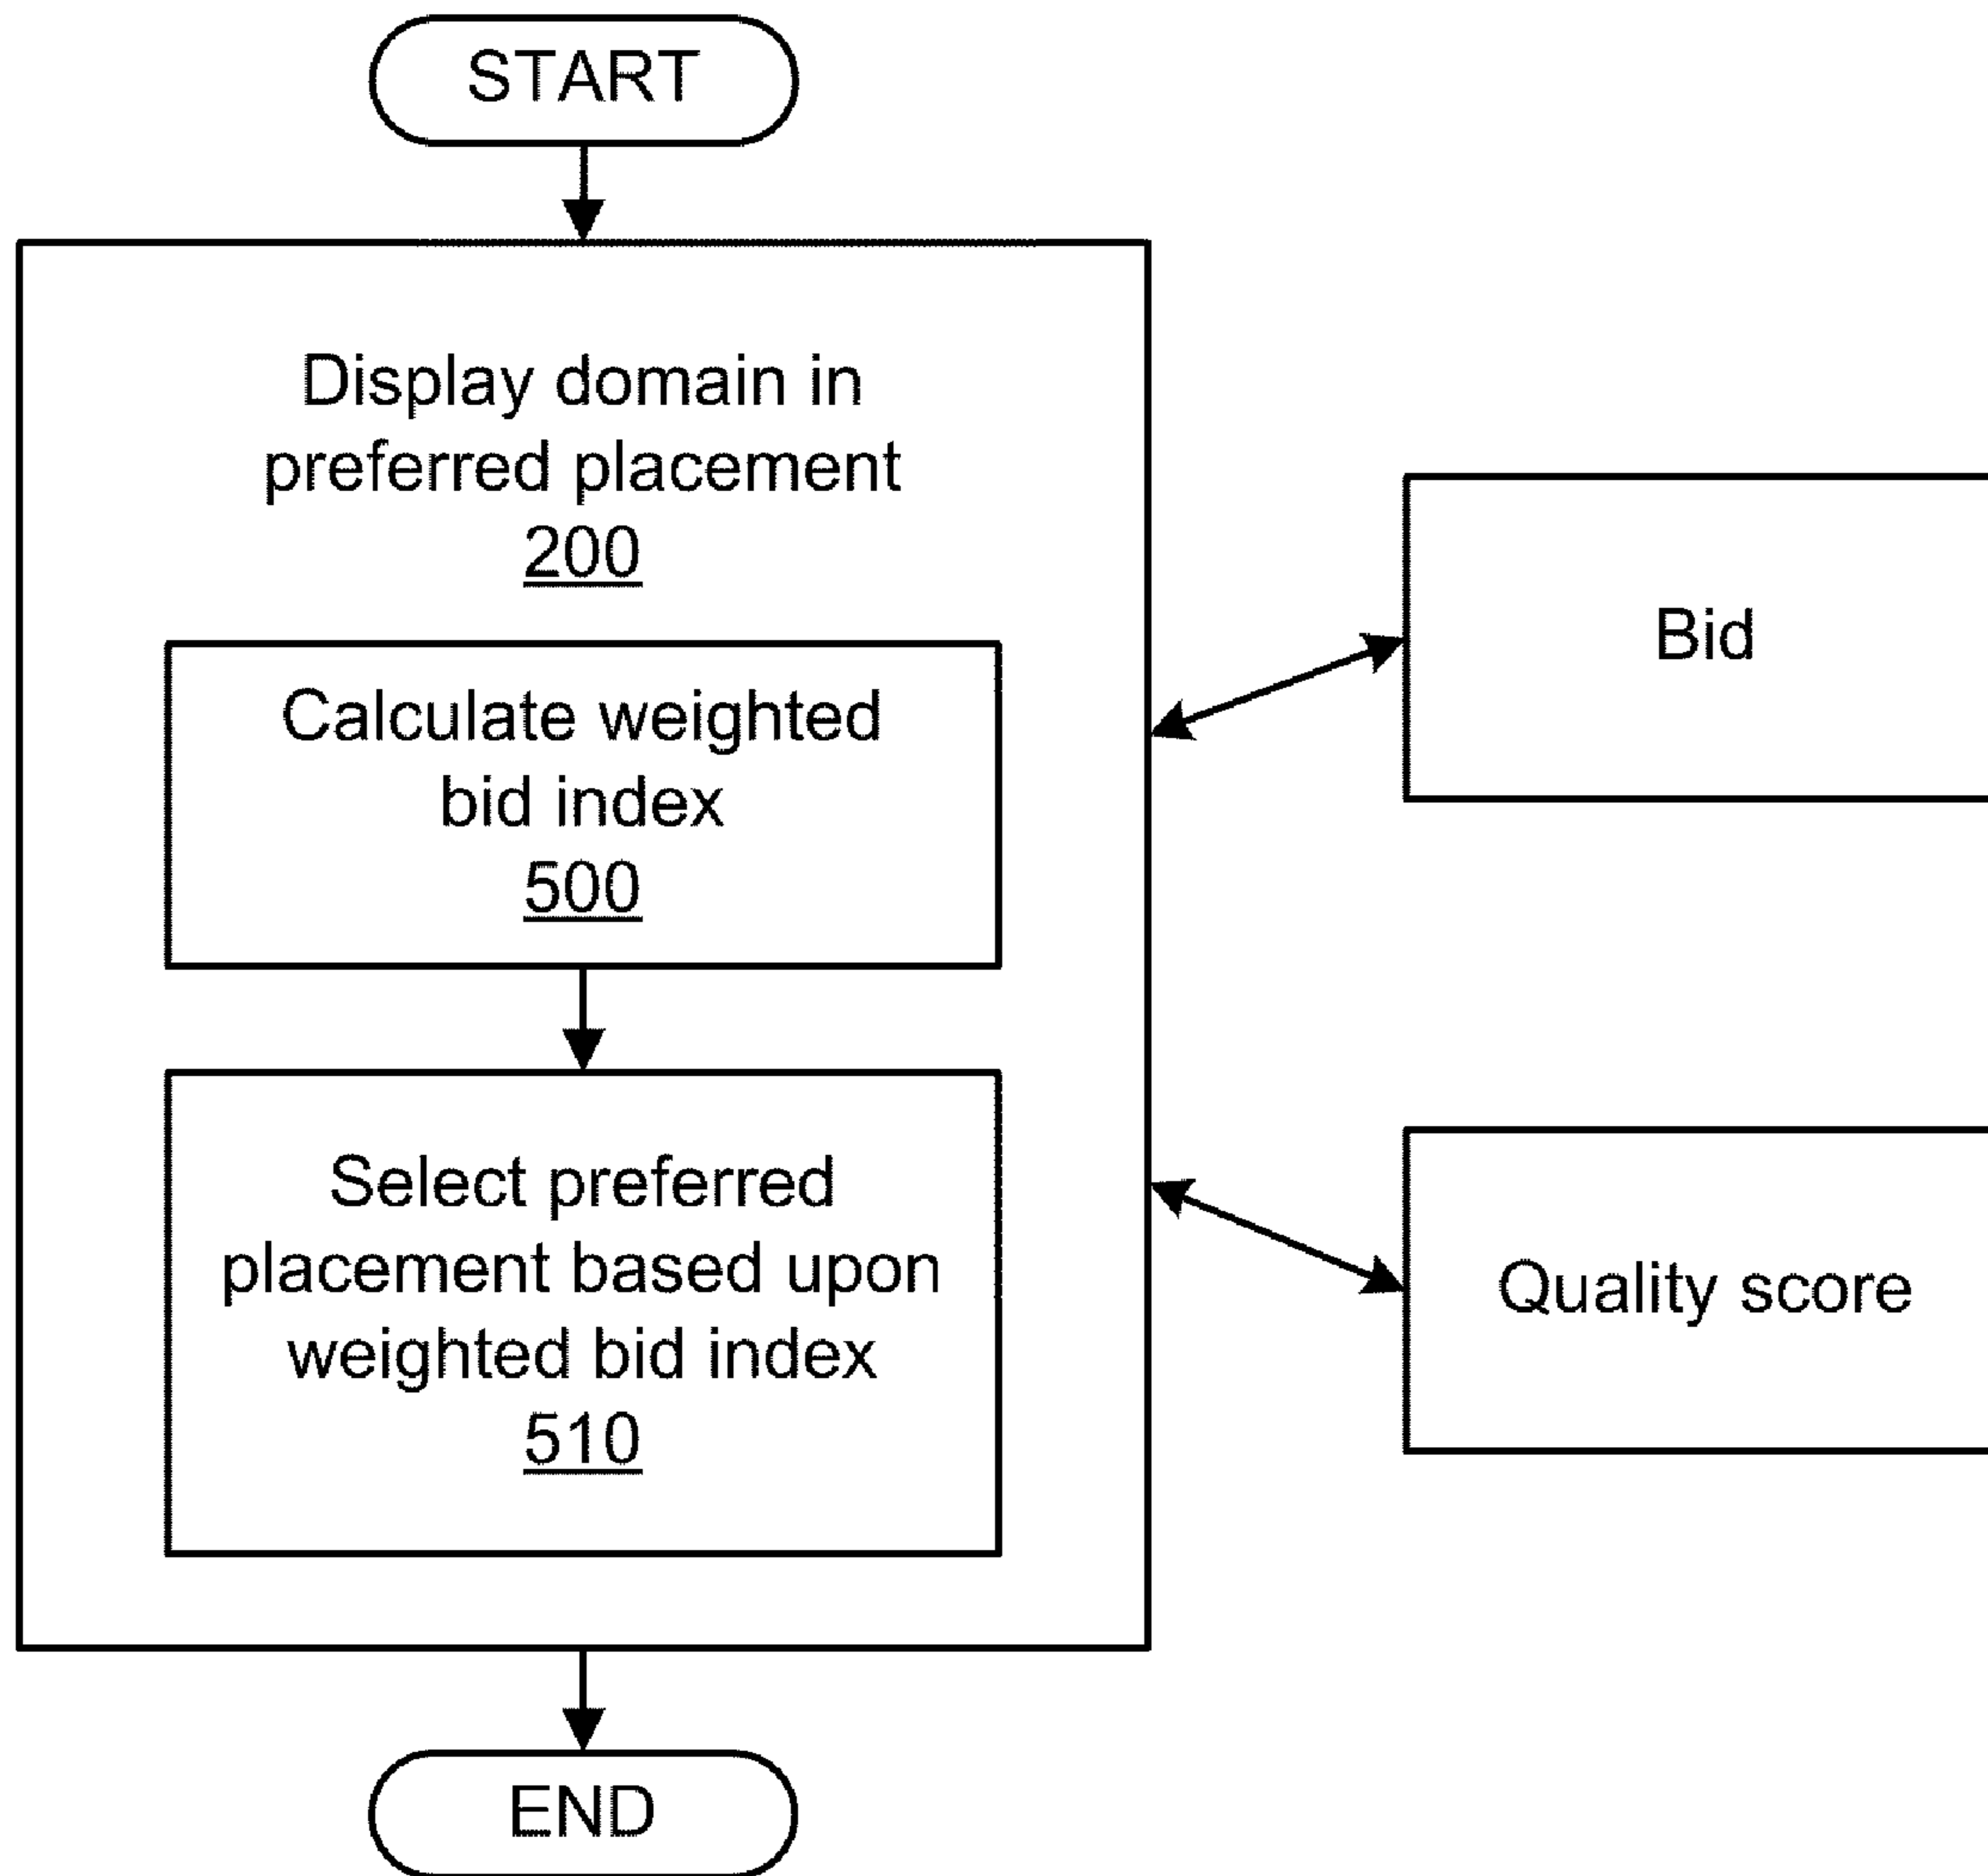 START
Display domain in
preferred placement
200
Calculate weighted
bid index
500
Select preferred
placement based upon
weighted bid index
510
Bid
Quality score
END